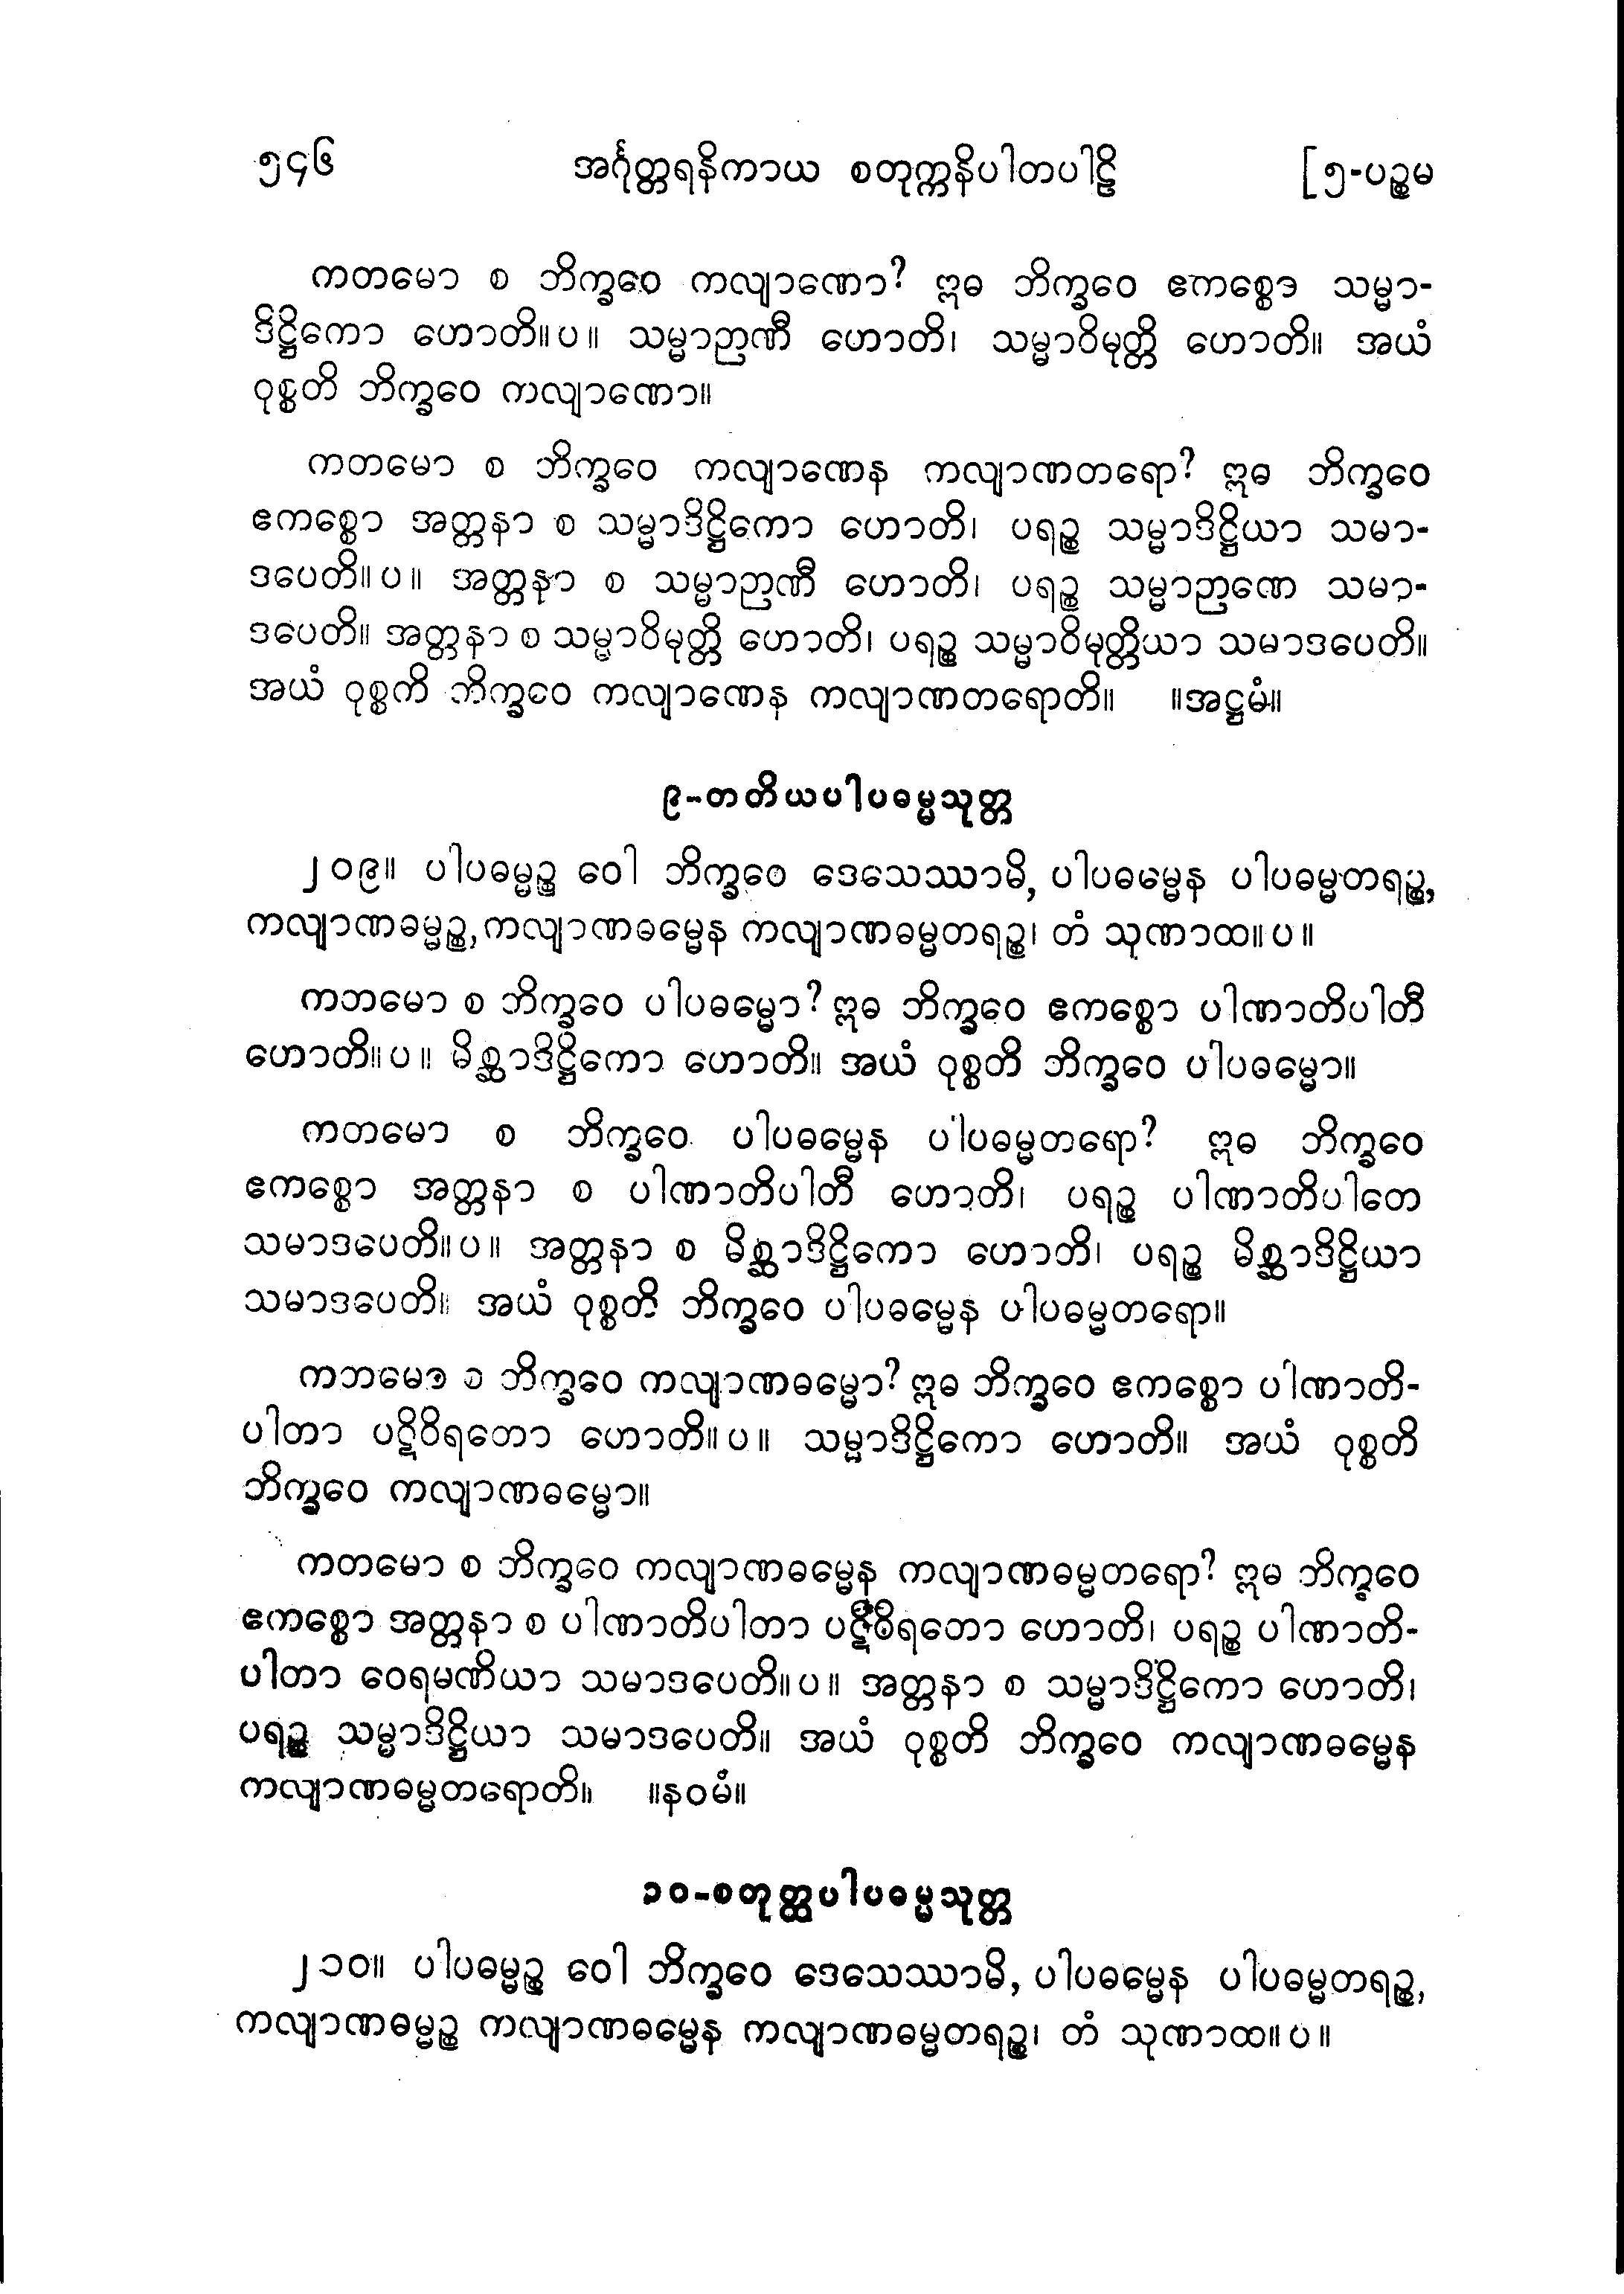 ၅၄၆ အင်္ဂုတ္တရနိကာယ စတုက္ကနိပါတပါဠိ [၅-ပဉ္စမ
ကတမော စ ဘိက္ခဝေ ကလျာဏော? ဣဓ ဘိက္ခဝေ ဧကစ္စော သမ္မာ-
ဒိဋ္ဌိကော ဟောတိ။ပ။ သမ္မာဉာဏီ ဟောတိ၊ သမ္မာဝိမုတ္တိ ဟောတိ။ အယံ
ဝုစ္စတိ ဘိက္ခဝေ ကလျာဏော။
ကတမော စ ဘိက္ခဝေ ကလျာဏေန ကလျာဏတရော? ဣဓ ဘိက္ခဝေ
ဧကစ္စော အတ္တနာ စ သမ္မာဒိဋ္ဌိကော ဟောတိ၊ ပရဉ္စ သမ္မာဒိဋ္ဌိယာ သမာ-
ဒပေတိ။ပ။ အတ္တနာ စ သမ္မာဉာဏီ ဟောတိ၊ ပရဉ္စ သမ္မာဉာဏေ သမာ-
ဒပေတိ။ အတ္တနာ စ သမ္မာဝိမုတ္တိ ဟောတိ၊ ပရဉ္စ သမ္မာဝိမုတ္တိယာ သမာဒပေတိ။
အယံ ဝုစ္စကိ ဘိက္ခဝေ ကလျာဏေန ကလျာဏတရောတိ။ ။အဋ္ဌမံ။
၉-တတိယပါပဓမ္မသုတ္တ
၂၀၉။ ပါပဓမ္မဉ္စ ဝေါ ဘိက္ခဝေ ဒေသေဿာမိ, ပါပဓမ္မေန ပါပဓမ္မတရဉ္စ,
ကလျာဏဓမ္မဉ္စ, ကလျာဏဓမ္မေန ကလျာဏဓမ္မတရဉ္စ၊ တံ သုဏာထ။ပ။
ကဘမော စ ဘိက္ခဝေ ပါပဓမ္မော? ဣဓ ဘိက္ခဝေ ဧကစ္စော ပါဏာတိပါတီ
ဟောတိ။ပ။ မိစ္ဆာဒိဋ္ဌိကော ဟောတိ။ အယံ ဝုစ္စတိ ဘိက္ခဝေ ပါပဓမ္မော။
ကတမော စ ဘိက္ခဝေ ပါပဓမ္မေန ပါပဓမ္မတရော? ဣဓ ဘိက္ခဝေ
ဧကစ္စော အတ္တနာ စ ပါဏာတိပါတီ ဟောတိ၊ ပရဉ္စ ပါဏာတိပါတေ
သမာဒပေတိ။ပ။ အတ္တနာ စ မိစ္ဆာဒိဋ္ဌိကော ဟောဘိ၊ ပရဉ္စ မိစ္ဆာဒိဋ္ဌိယာ
သမာဒပေတိ။ အယံ ဝုစ္စတိ ဘိက္ခဝေ ပါပဓမ္မေန ပါပဓမ္မတရော။
ကဘမော စ ဘိက္ခဝေ ကလျာဏဓမ္မော? ဣဓ ဘိက္ခဝေ ဧကစ္စော ပါဏာတိ-
ပါတာ ပဋိဝိရတော ဟောတိ။ပ။ သမ္မာဒိဋ္ဌိကော ဟောတိ။ အယံ ဝုစ္စတိ
ဘိက္ခဝေ ကလျာဏဓမ္မော။
ကတမော စ ဘိက္ခဝေ ကလျာဏဓမ္မေန ကလျာဏဓမ္မတရော? ဣဓ ဘိက္ခဝေ
ဧကစ္စော အတ္တနာ စ ပါဏာတိပါတာ ပဋိဝိရတော ဟောတိ၊ ပရဉ္စ ပါဏာတိ-
ပါတာ ဝေရမဏိယာ သမာဒပေတိ။ပ။ အတ္တနာ စ သမ္မာဒိဋ္ဌိကော ဟောတိ၊
ပရဉ္စ သမ္မာဒိဋ္ဌိယာ သမာဒပေတိ။ အယံ ဝုစ္စတိ ဘိက္ခဝေ ကလျာဏဓမ္မေန
ကလျာဏဓမ္မတရောတိ။ ။နဝမံ။
၁၀-စတုတ္ထပါပဓမ္မသုတ္တ
၂၁၀။ ပါပဓမ္မဉ္စ ဝေါ ဘိက္ခဝေ ဒေသေဿာမိ, ပါပဓမ္မေန ပါပဓမ္မတရဉ္စ,
ကလျာဏဓမ္မဉ္စ ကလျာဏဓမ္မေန ကလျာဏဓမ္မတရဉ္စ၊ တံ သုဏာထ။ပ။